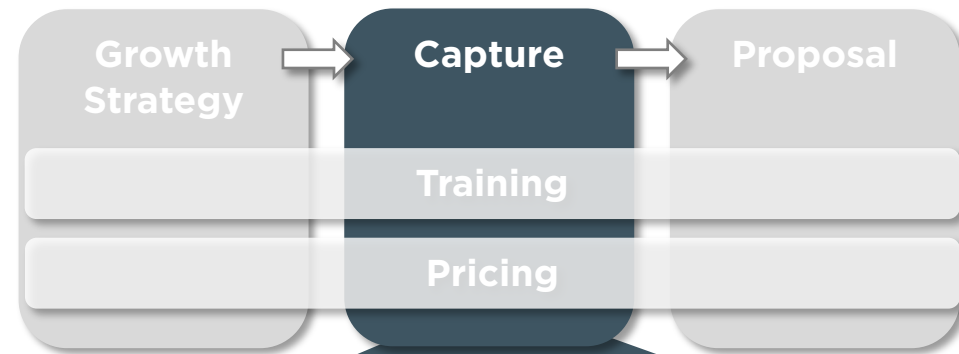 Growth
Strategy
Capture
Proposal
Training
Pricing